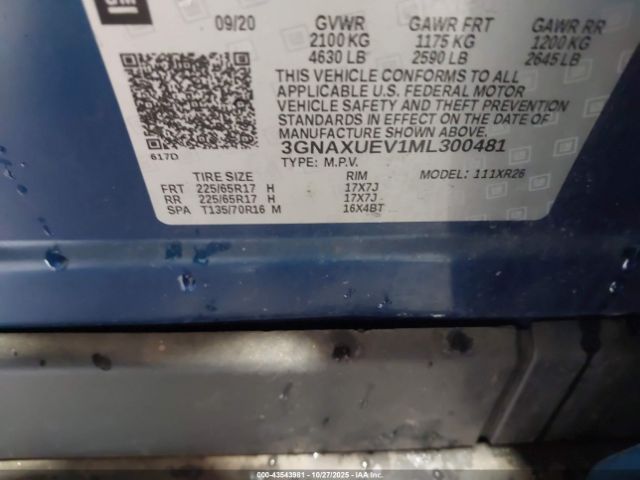 GM
09/20 GVWR GAWR FRT GAWR RR
2100 KG 1175 KG 1200 KG
4630 LB 2590 LB 2645 LB
THIS VEHICLE CONFORMS TO ALL
APPLICABLE U.S. FEDERAL MOTOR
VEHICLE SAFETY AND THEFT PREVENTION
STANDARDS IN EFFECT ON THE DATE OF
MANUFACTURE SHOWN ABOVE.
3GNAXUEV1ML300481
617D
TYPE: M.P.V. MODEL: 111XR26
TIRE SIZE RIM
FRT 225/65R17 H 17X7J
RR 225/65R17 H 17X7J
SPA T135/70R16 M 16X4BT
© 00-43543981 | 10/27/2025 - © IAA, Inc.